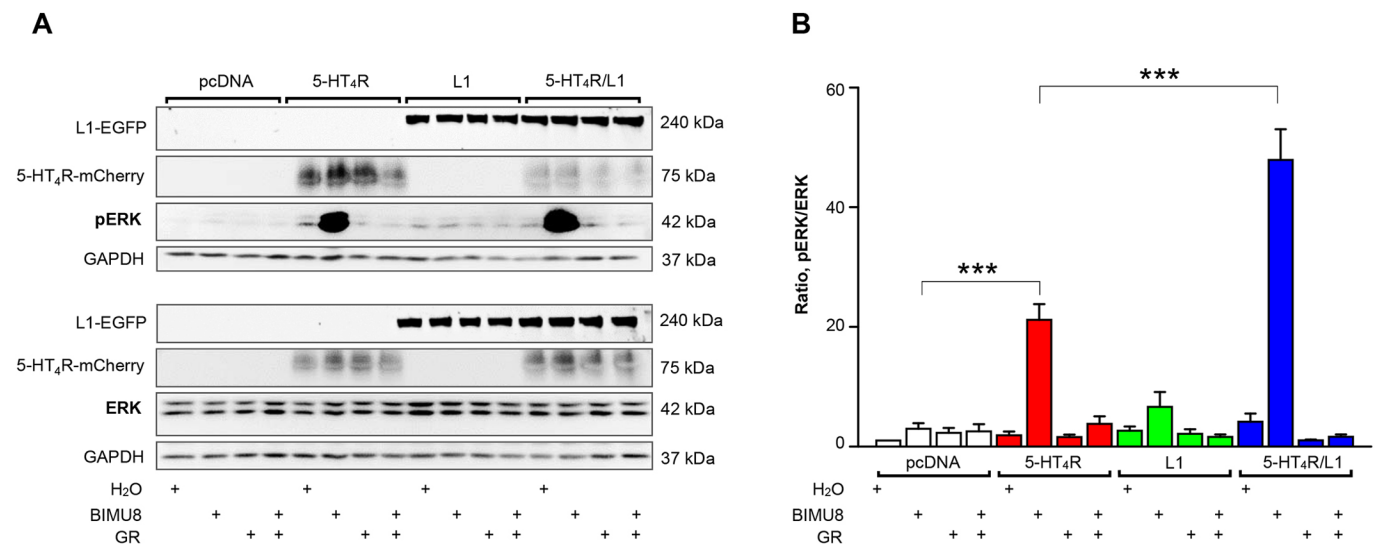 A
pcDNA 5-HT₄R L1 5-HT₄R/L1
L1-EGFP 240 kDa
5-HT₄R-mCherry 75 kDa
pERK 42 kDa
GAPDH 37 kDa
L1-EGFP 240 kDa
5-HT₄R-mCherry 75 kDa
ERK 42 kDa
GAPDH 37 kDa
H₂O + + + +
BIMU8 + + + + + + + +
GR + + + + + + + +
B
Ratio, pERK/ERK
60
40
20
0
***
***
pcDNA 5-HT₄R L1 5-HT₄R/L1
H₂O + + + +
BIMU8 + + + + + + + +
GR + + + + + + + +